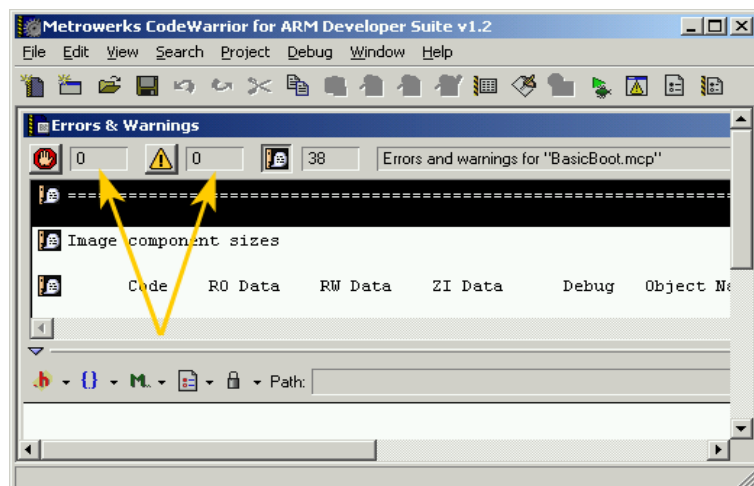 Metrowerks CodeWarrior for ARM Developer Suite v1.2
File Edit View Search Project Debug Window Help
Errors & Warnings
0 0 38 Errors and warnings for "BasicBoot.mcp"
================================================================
Image component sizes
Code RO Data RW Data ZI Data Debug Object Na
.h {} M. Path: